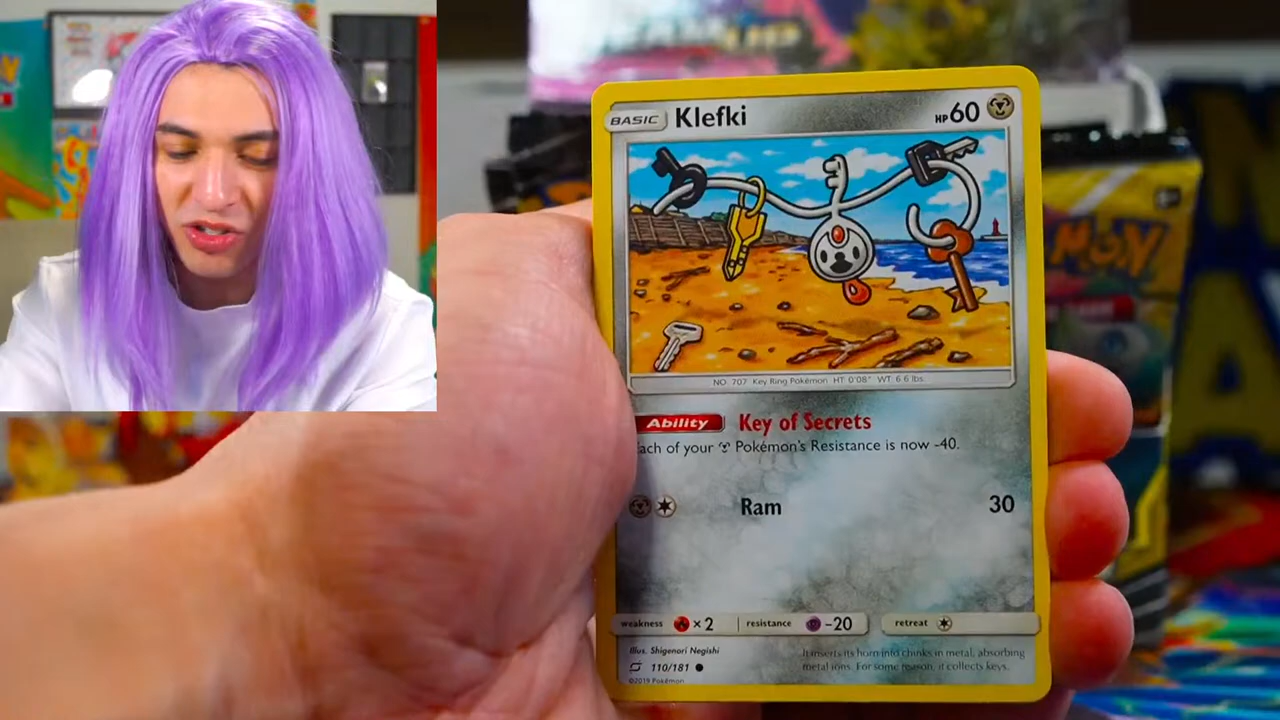 BASIC Klefki HP60
NO. 707 Key Ring Pokémon HT 0'08" WT 6.6 lbs.
Ability Key of Secrets
each of your Pokémon's Resistance is now -40.
Ram 30
weakness ×2 resistance -20 retreat
Illus. Shigenori Negishi
110/181
©2019 Pokémon
It inserts its horn into chinks in metal, absorbing
metal ions. For some reason, it collects keys.